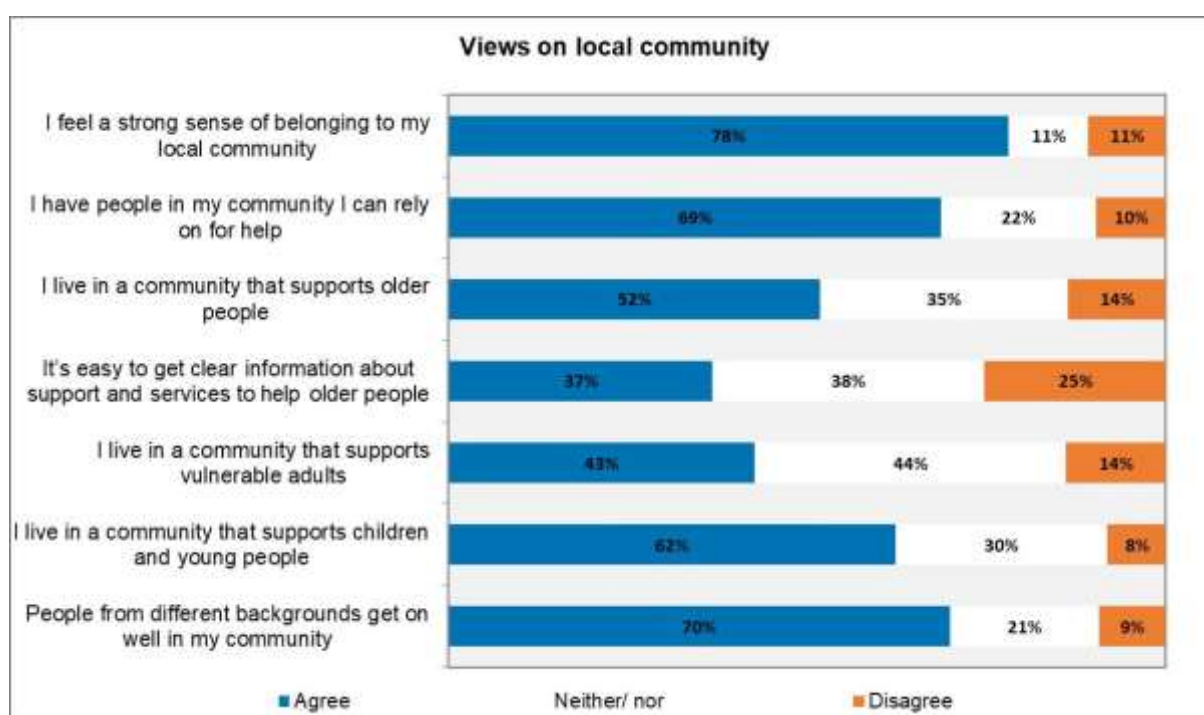 Views on local community
I feel a strong sense of belonging to my
local community
78% 11% 11%
I have people in my community I can rely
on for help
69% 22% 10%
I live in a community that supports older
people
52% 35% 14%
It's easy to get clear information about
support and services to help older people
37% 38% 25%
I live in a community that supports
vulnerable adults
43% 44% 14%
I live in a community that supports children
and young people
62% 30% 8%
People from different backgrounds get on
well in my community
70% 21% 9%
Agree Neither/ nor Disagree